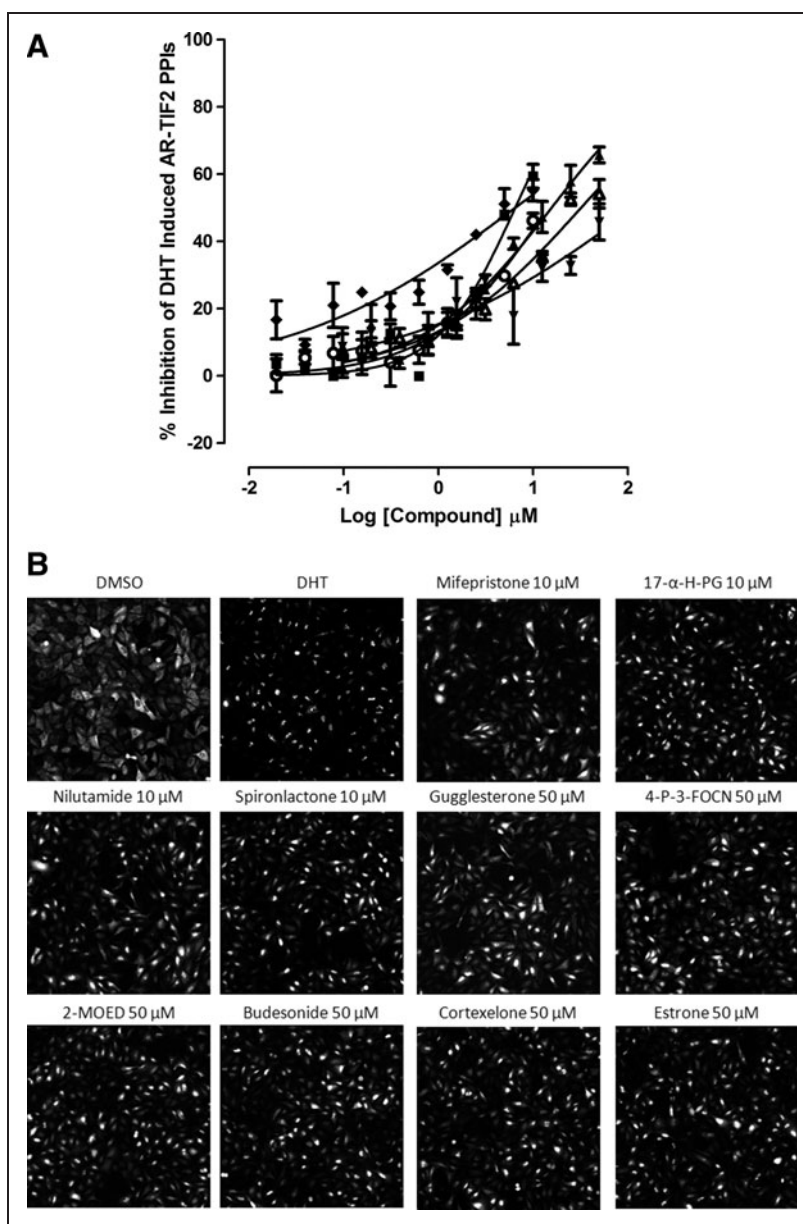 A
% Inhibition of DHT Induced AR-TIF2 PPIs
100
80
60
40
20
0
-20
-2 -1 0 1 2
Log [Compound] μM
B
DMSO DHT Mifepristone 10 μM 17-α-H-PG 10 μM
Nilutamide 10 μM Spironlactone 10 μM Gugglesterone 50 μM 4-P-3-FOCN 50 μM
2-MOED 50 μM Budesonide 50 μM Cortexelone 50 μM Estrone 50 μM